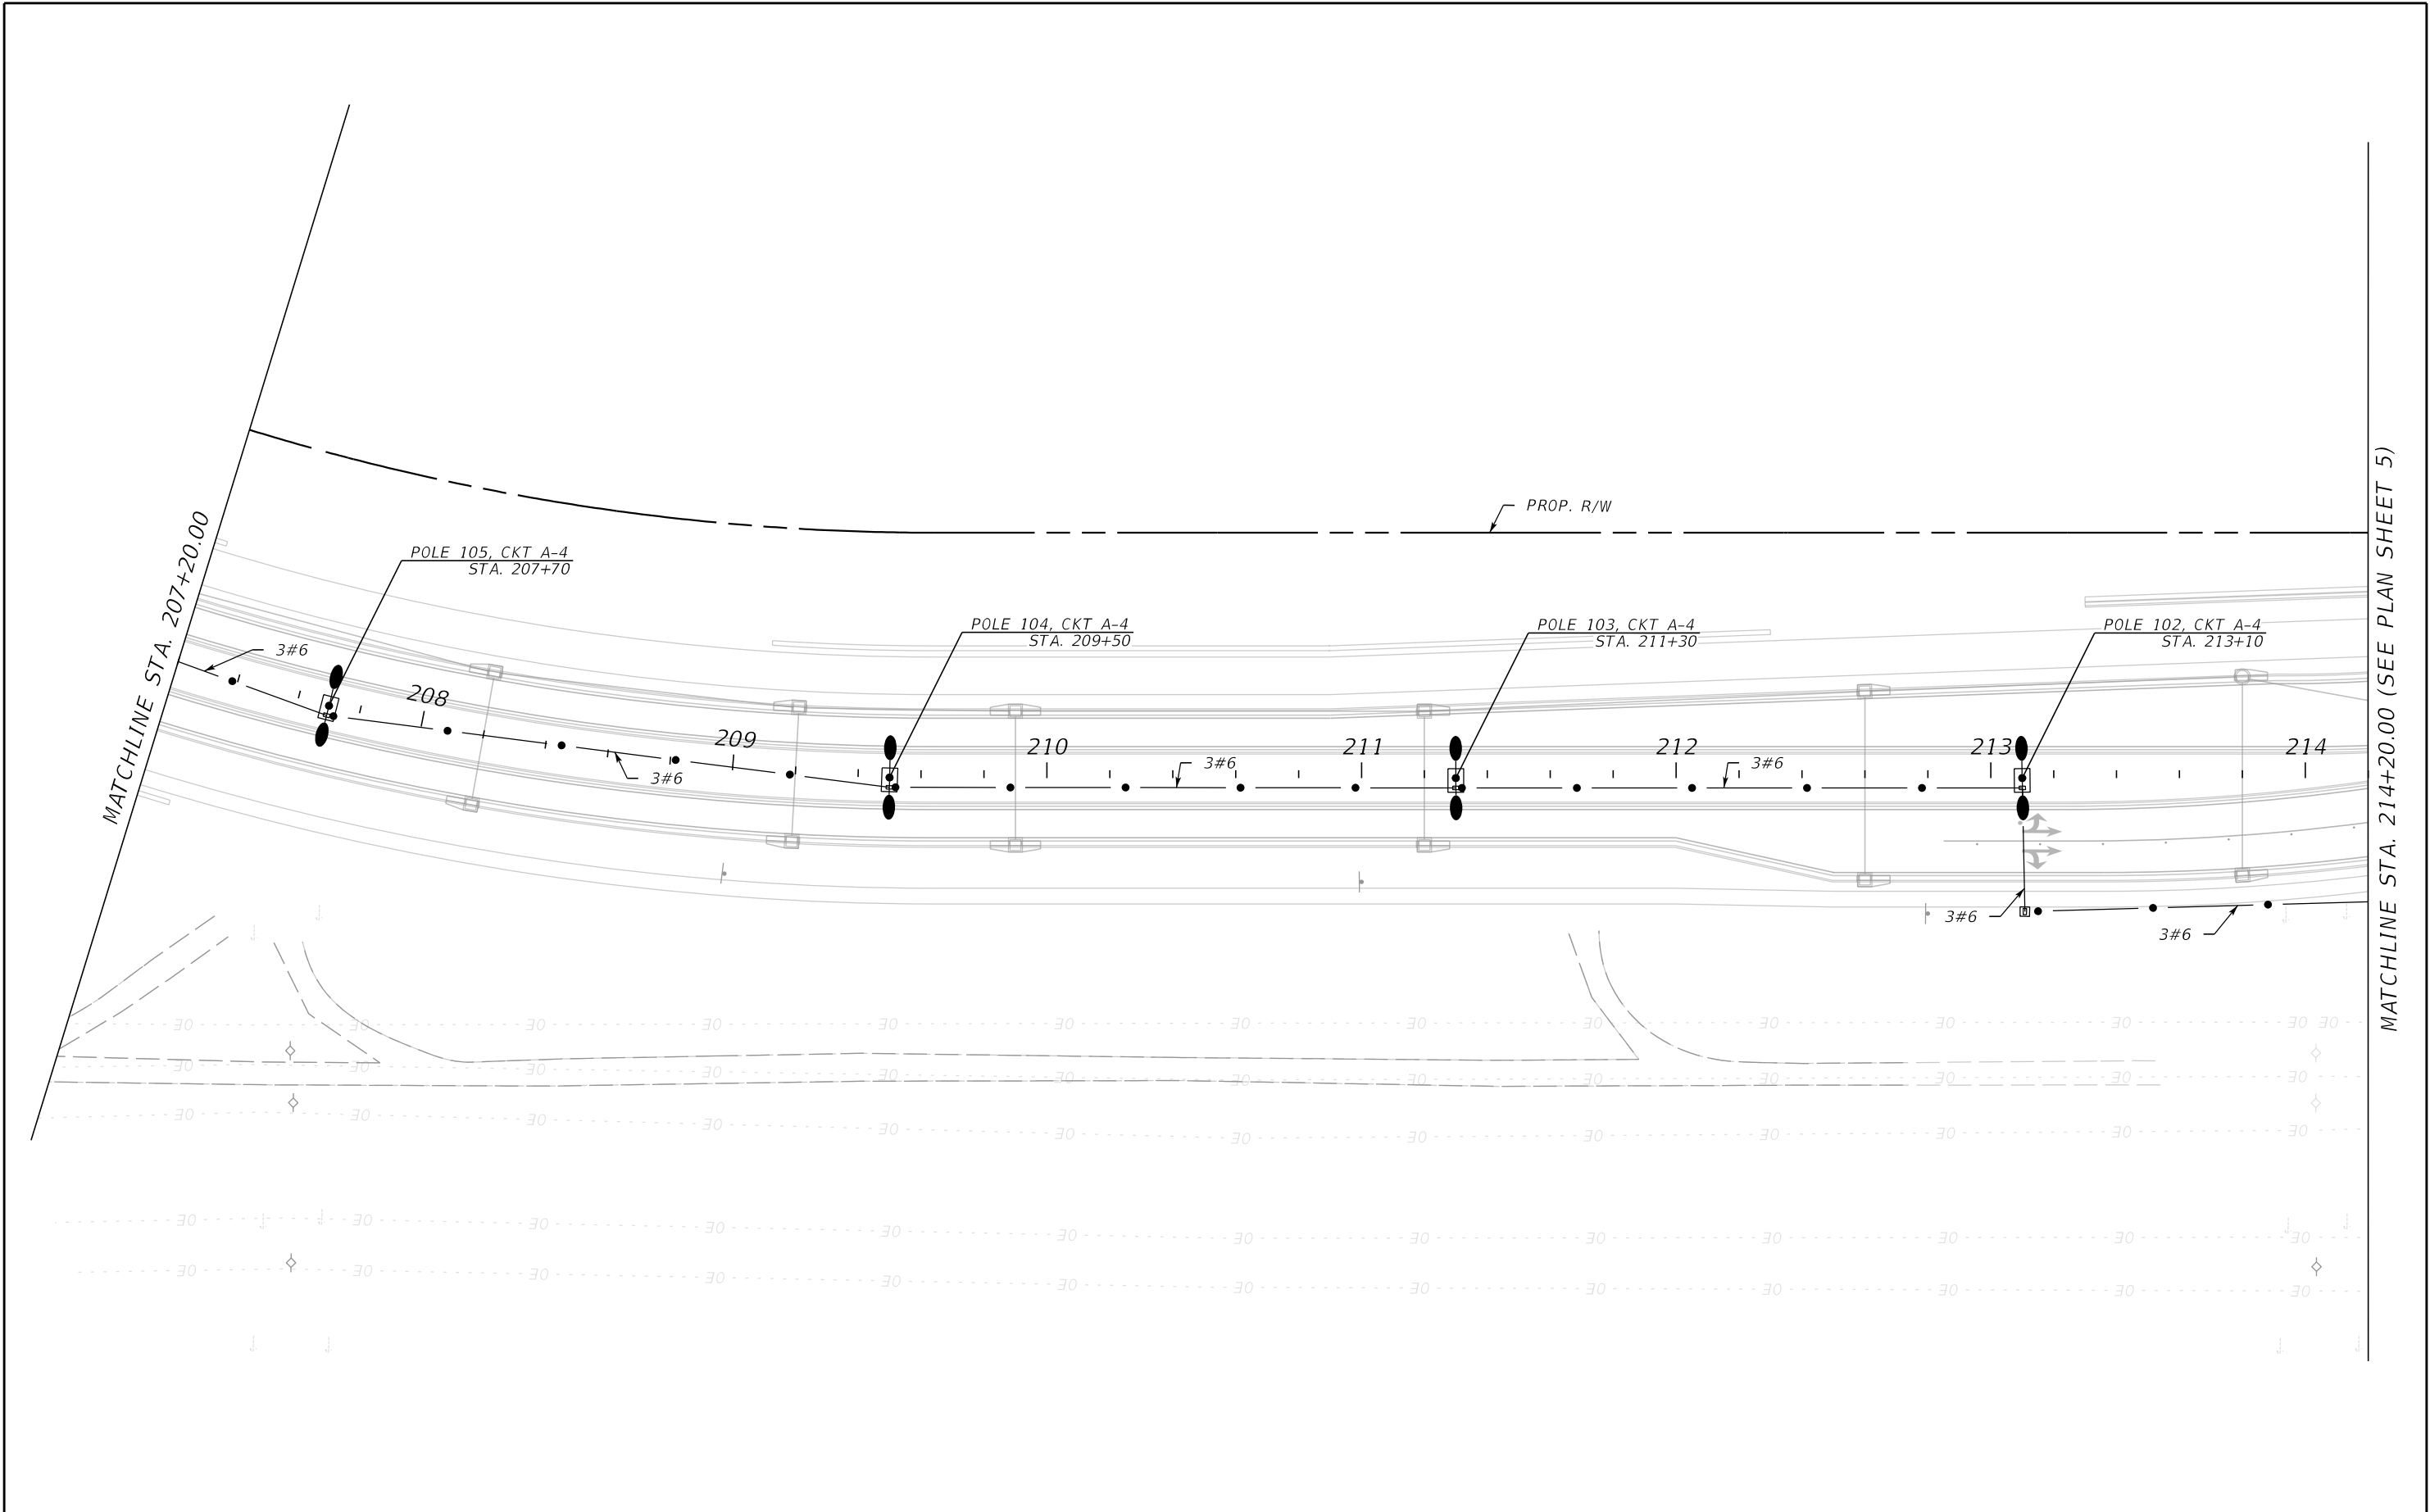 PROP. R/W
POLE 105, CKT A-4
STA. 207+70
POLE 104, CKT A-4
STA. 209+50
POLE 103, CKT A-4
STA. 211+30
POLE 102, CKT A-4
STA. 213+10
MATCHLINE STA. 207+20.00
MATCHLINE STA. 214+20.00 (SEE PLAN SHEET 5)
3#6
208
209
210
211
212
213
214
3#6
3#6
3#6
3#6
3#6